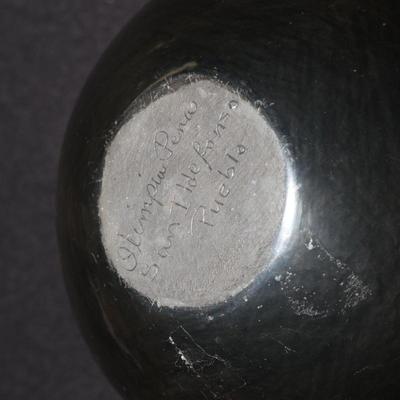 Olimpia Pena
San Ildefonso
Pueblo